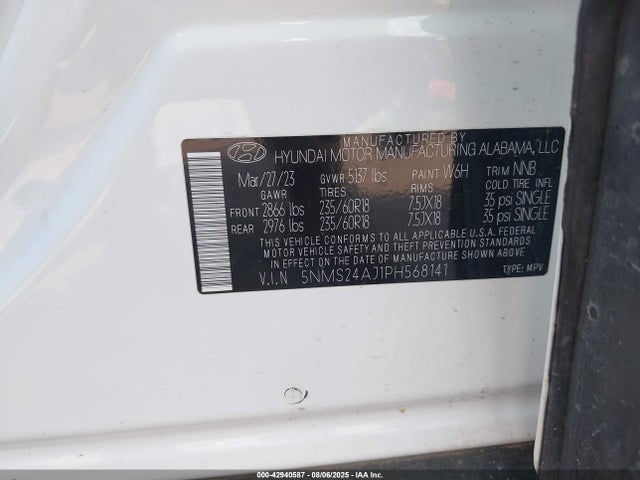 MANUFACTURED BY
HYUNDAI MOTOR MANUFACTURING ALABAMA, LLC
Mar/27/23 GVWR 5137 lbs PAINT W6H TRIM NNB
GAWR TIRES RIMS COLD TIRE INFL
FRONT 2866 lbs 235/60R18 7.5JX18 35 psi SINGLE
REAR 2976 lbs 235/60R18 7.5JX18 35 psi SINGLE
THIS VEHICLE CONFORMS TO ALL APPLICABLE U.S.A. FEDERAL
MOTOR VEHICLE SAFETY AND THEFT PREVENTION STANDARDS
IN EFFECT ON THE DATE OF MANUFACTURE SHOWN ABOVE.
V.I.N 5NMS24AJ1PH568141 TYPE: MPV
000-42940587 - 08/06/2025 - IAA Inc.